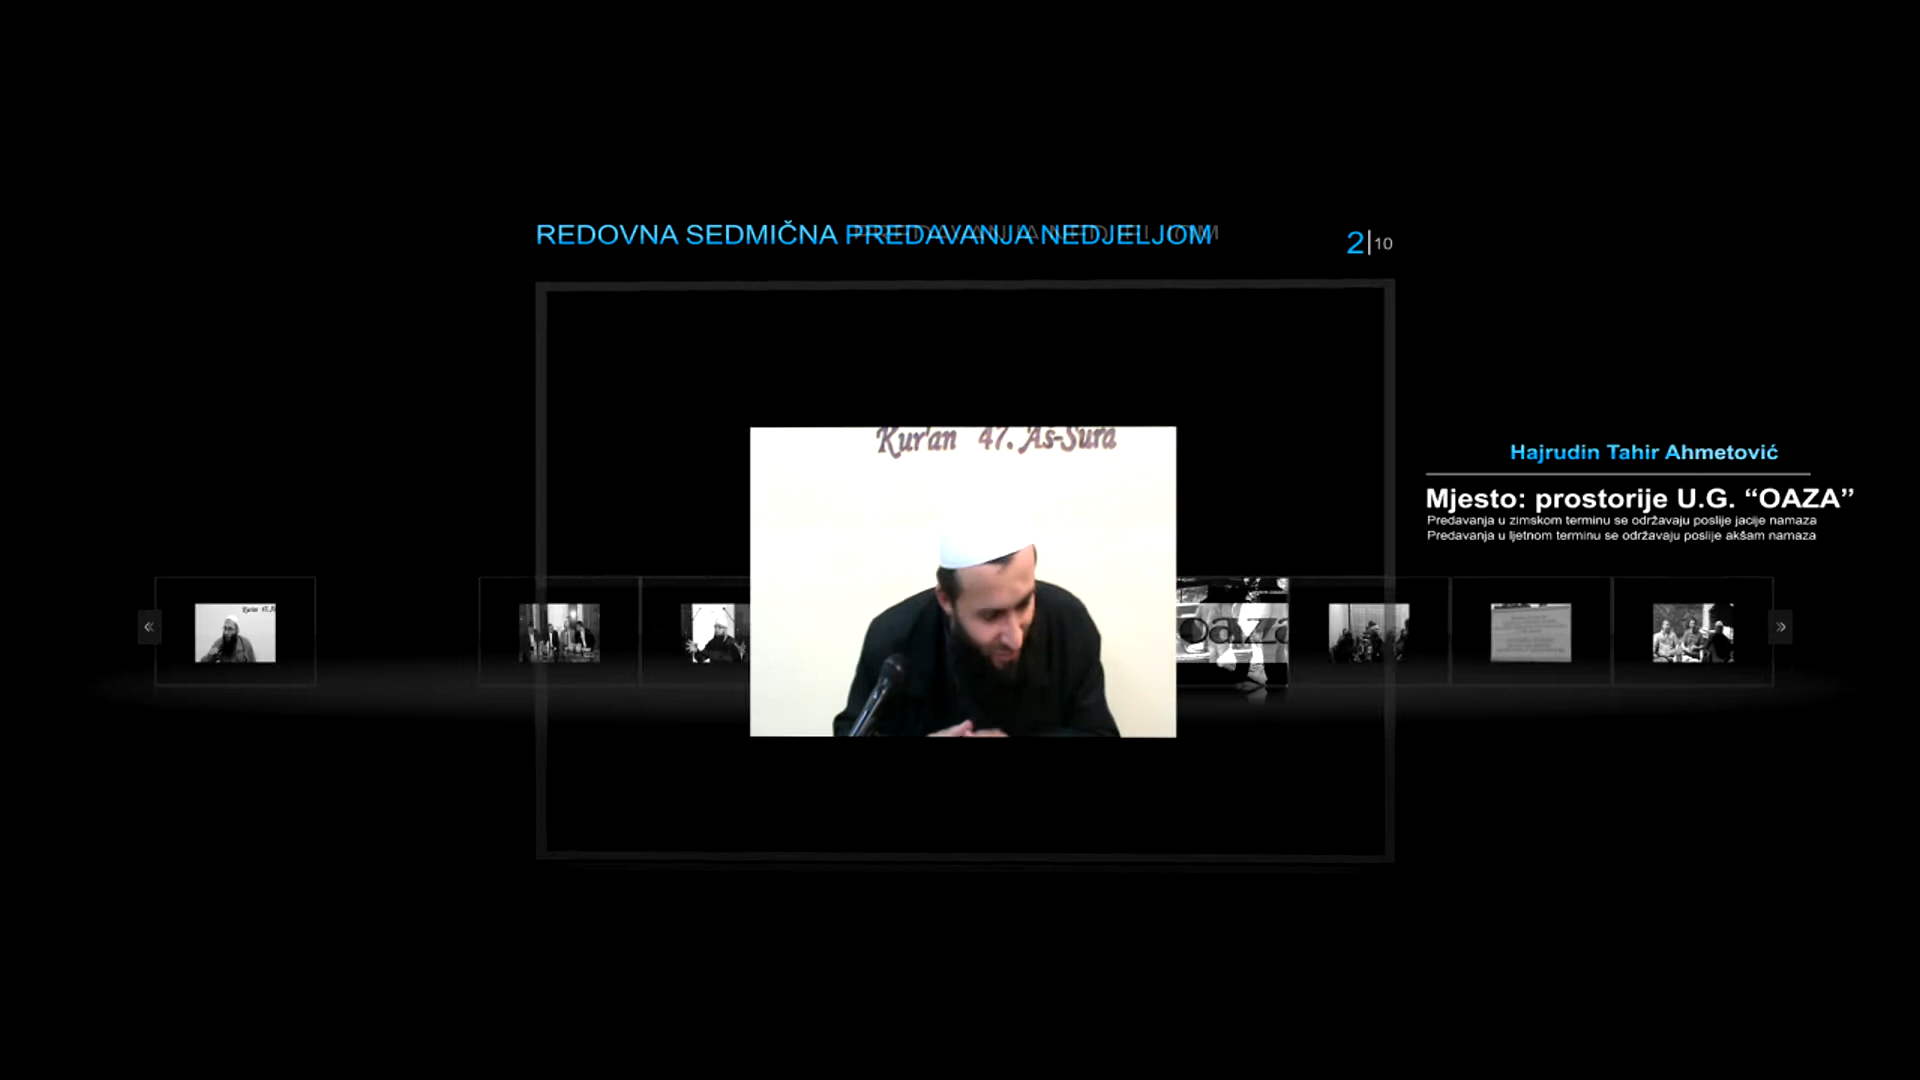 REDOVNA SEDMIČNA PREDAVANJA NEDJELJOM
2|10
Kur'an 47. As-Sura
Hajrudin Tahir Ahmetović
Mjesto: prostorije U.G. “OAZA”
Predavanja u zimskom terminu se održavaju poslije jacije namaza
Predavanja u ljetnom terminu se održavaju poslije akšam namaza
«
oaza
»